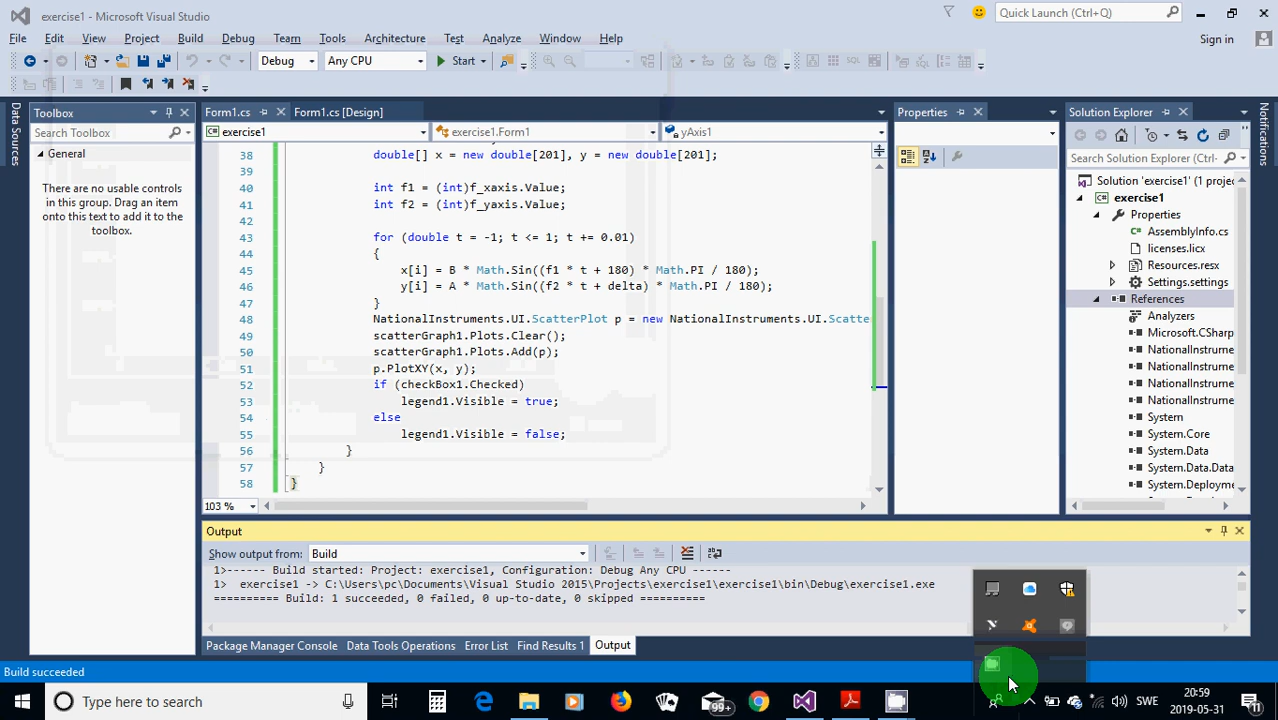 exercise1 - Microsoft Visual Studio
Quick Launch (Ctrl+Q)
File Edit View Project Build Debug Team Tools Architecture Test Analyze Window Help
Sign in
Debug Any CPU Start
Data Sources
Toolbox
Search Toolbox
General
There are no usable controls
in this group. Drag an item
onto this text to add it to the
toolbox.
Form1.cs Form1.cs [Design]
exercise1 exercise1.Form1 yAxis1
38 double[] x = new double[201], y = new double[201];
39
40 int f1 = (int)f_xaxis.Value;
41 int f2 = (int)f_yaxis.Value;
42
43 for (double t = -1; t <= 1; t += 0.01)
44 {
45 x[i] = B * Math.Sin((f1 * t + 180) * Math.PI / 180);
46 y[i] = A * Math.Sin((f2 * t + delta) * Math.PI / 180);
47 }
48 NationalInstruments.UI.ScatterPlot p = new NationalInstruments.UI.Scatte
49 scatterGraph1.Plots.Clear();
50 scatterGraph1.Plots.Add(p);
51 p.PlotXY(x, y);
52 if (checkBox1.Checked)
53 legend1.Visible = true;
54 else
55 legend1.Visible = false;
56 }
57 }
58 }
103 %
Properties
Solution Explorer
Search Solution Explorer (Ctrl+
Solution 'exercise1' (1 projec
exercise1
Properties
AssemblyInfo.cs
licenses.licx
Resources.resx
Settings.settings
References
Analyzers
Microsoft.CSharp
NationalInstrume
NationalInstrume
NationalInstrume
NationalInstrume
System
System.Core
System.Data
System.Data.Data
System.Deployme
Notifications
Output
Show output from: Build
1>------ Build started: Project: exercise1, Configuration: Debug Any CPU ------
1> exercise1 -> C:\Users\pc\Documents\Visual Studio 2015\Projects\exercise1\exercise1\bin\Debug\exercise1.exe
========== Build: 1 succeeded, 0 failed, 0 up-to-date, 0 skipped ==========
Package Manager Console Data Tools Operations Error List Find Results 1 Output
Build succeeded
Type here to search
99+
SWE
20:59
2019-05-31
11